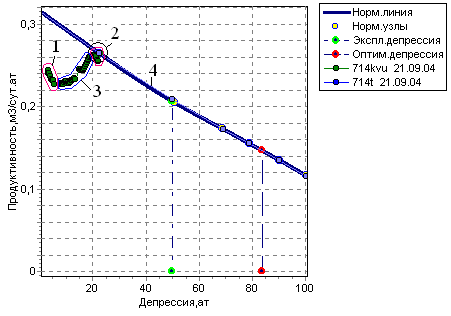 Продуктивность,м3/сут.ат
0,3
0,2
0,1
0
20
40
60
80
100
Депрессия,ат
1
2
3
4
Норм.линия
Норм.узлы
Экспл.депрессия
Оптим.депрессия
714kvu 21.09.04
714t 21.09.04